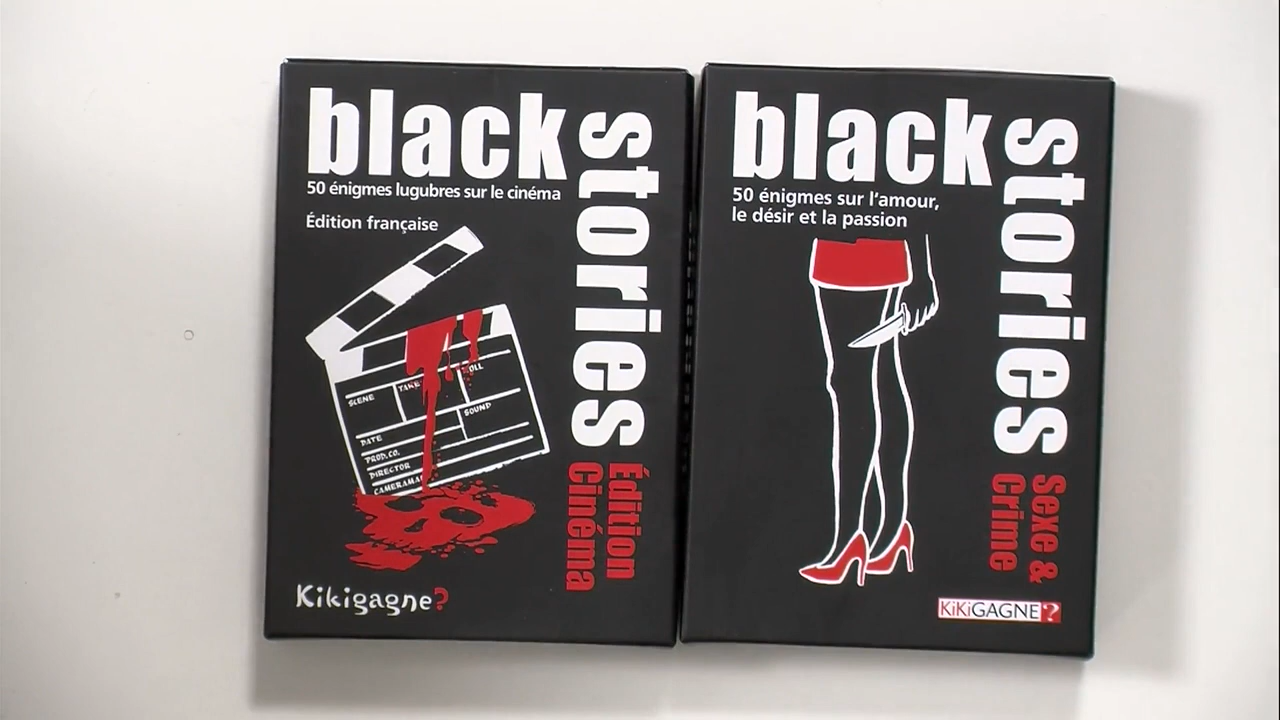 black
stories
50 énigmes lugubres sur le cinéma
Édition française
SCENE
TAKE
ROLL
SOUND
DATE
PROD.CO.
DIRECTOR
CAMERAMA
Édition
Cinéma
Kikigagne?
black
stories
50 énigmes sur l'amour,
le désir et la passion
Sexe &
Crime
KiKiGAGNE?